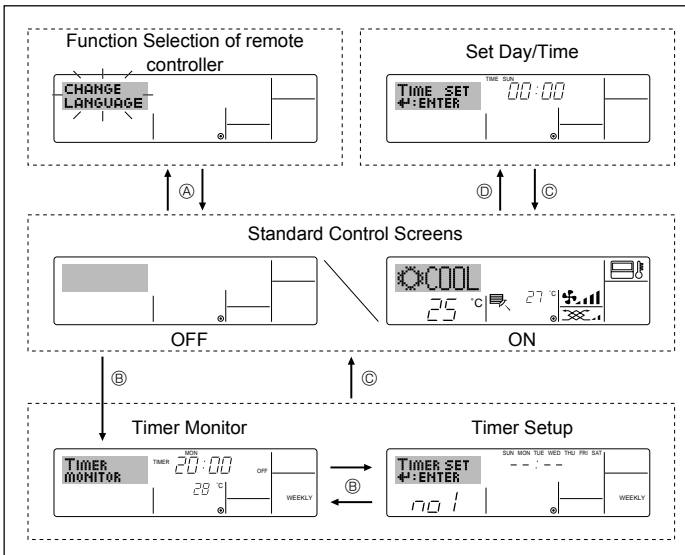 Function Selection of remote
controller
Set Day/Time
CHANGE
LANGUAGE
TIME SUN
TIME SET
↵:ENTER
00:00
Ⓐ
Ⓓ
Ⓒ
Standard Control Screens
COOL
25 °C
27 °C
OFF
ON
Ⓑ
Ⓒ
Timer Monitor
Timer Setup
MON
TIMER
MONITOR
TIMER
20:00
OFF
28 °C
WEEKLY
Ⓑ
SUN MON TUE WED THU FRI SAT
TIMER SET
↵:ENTER
--:--
no 1
WEEKLY